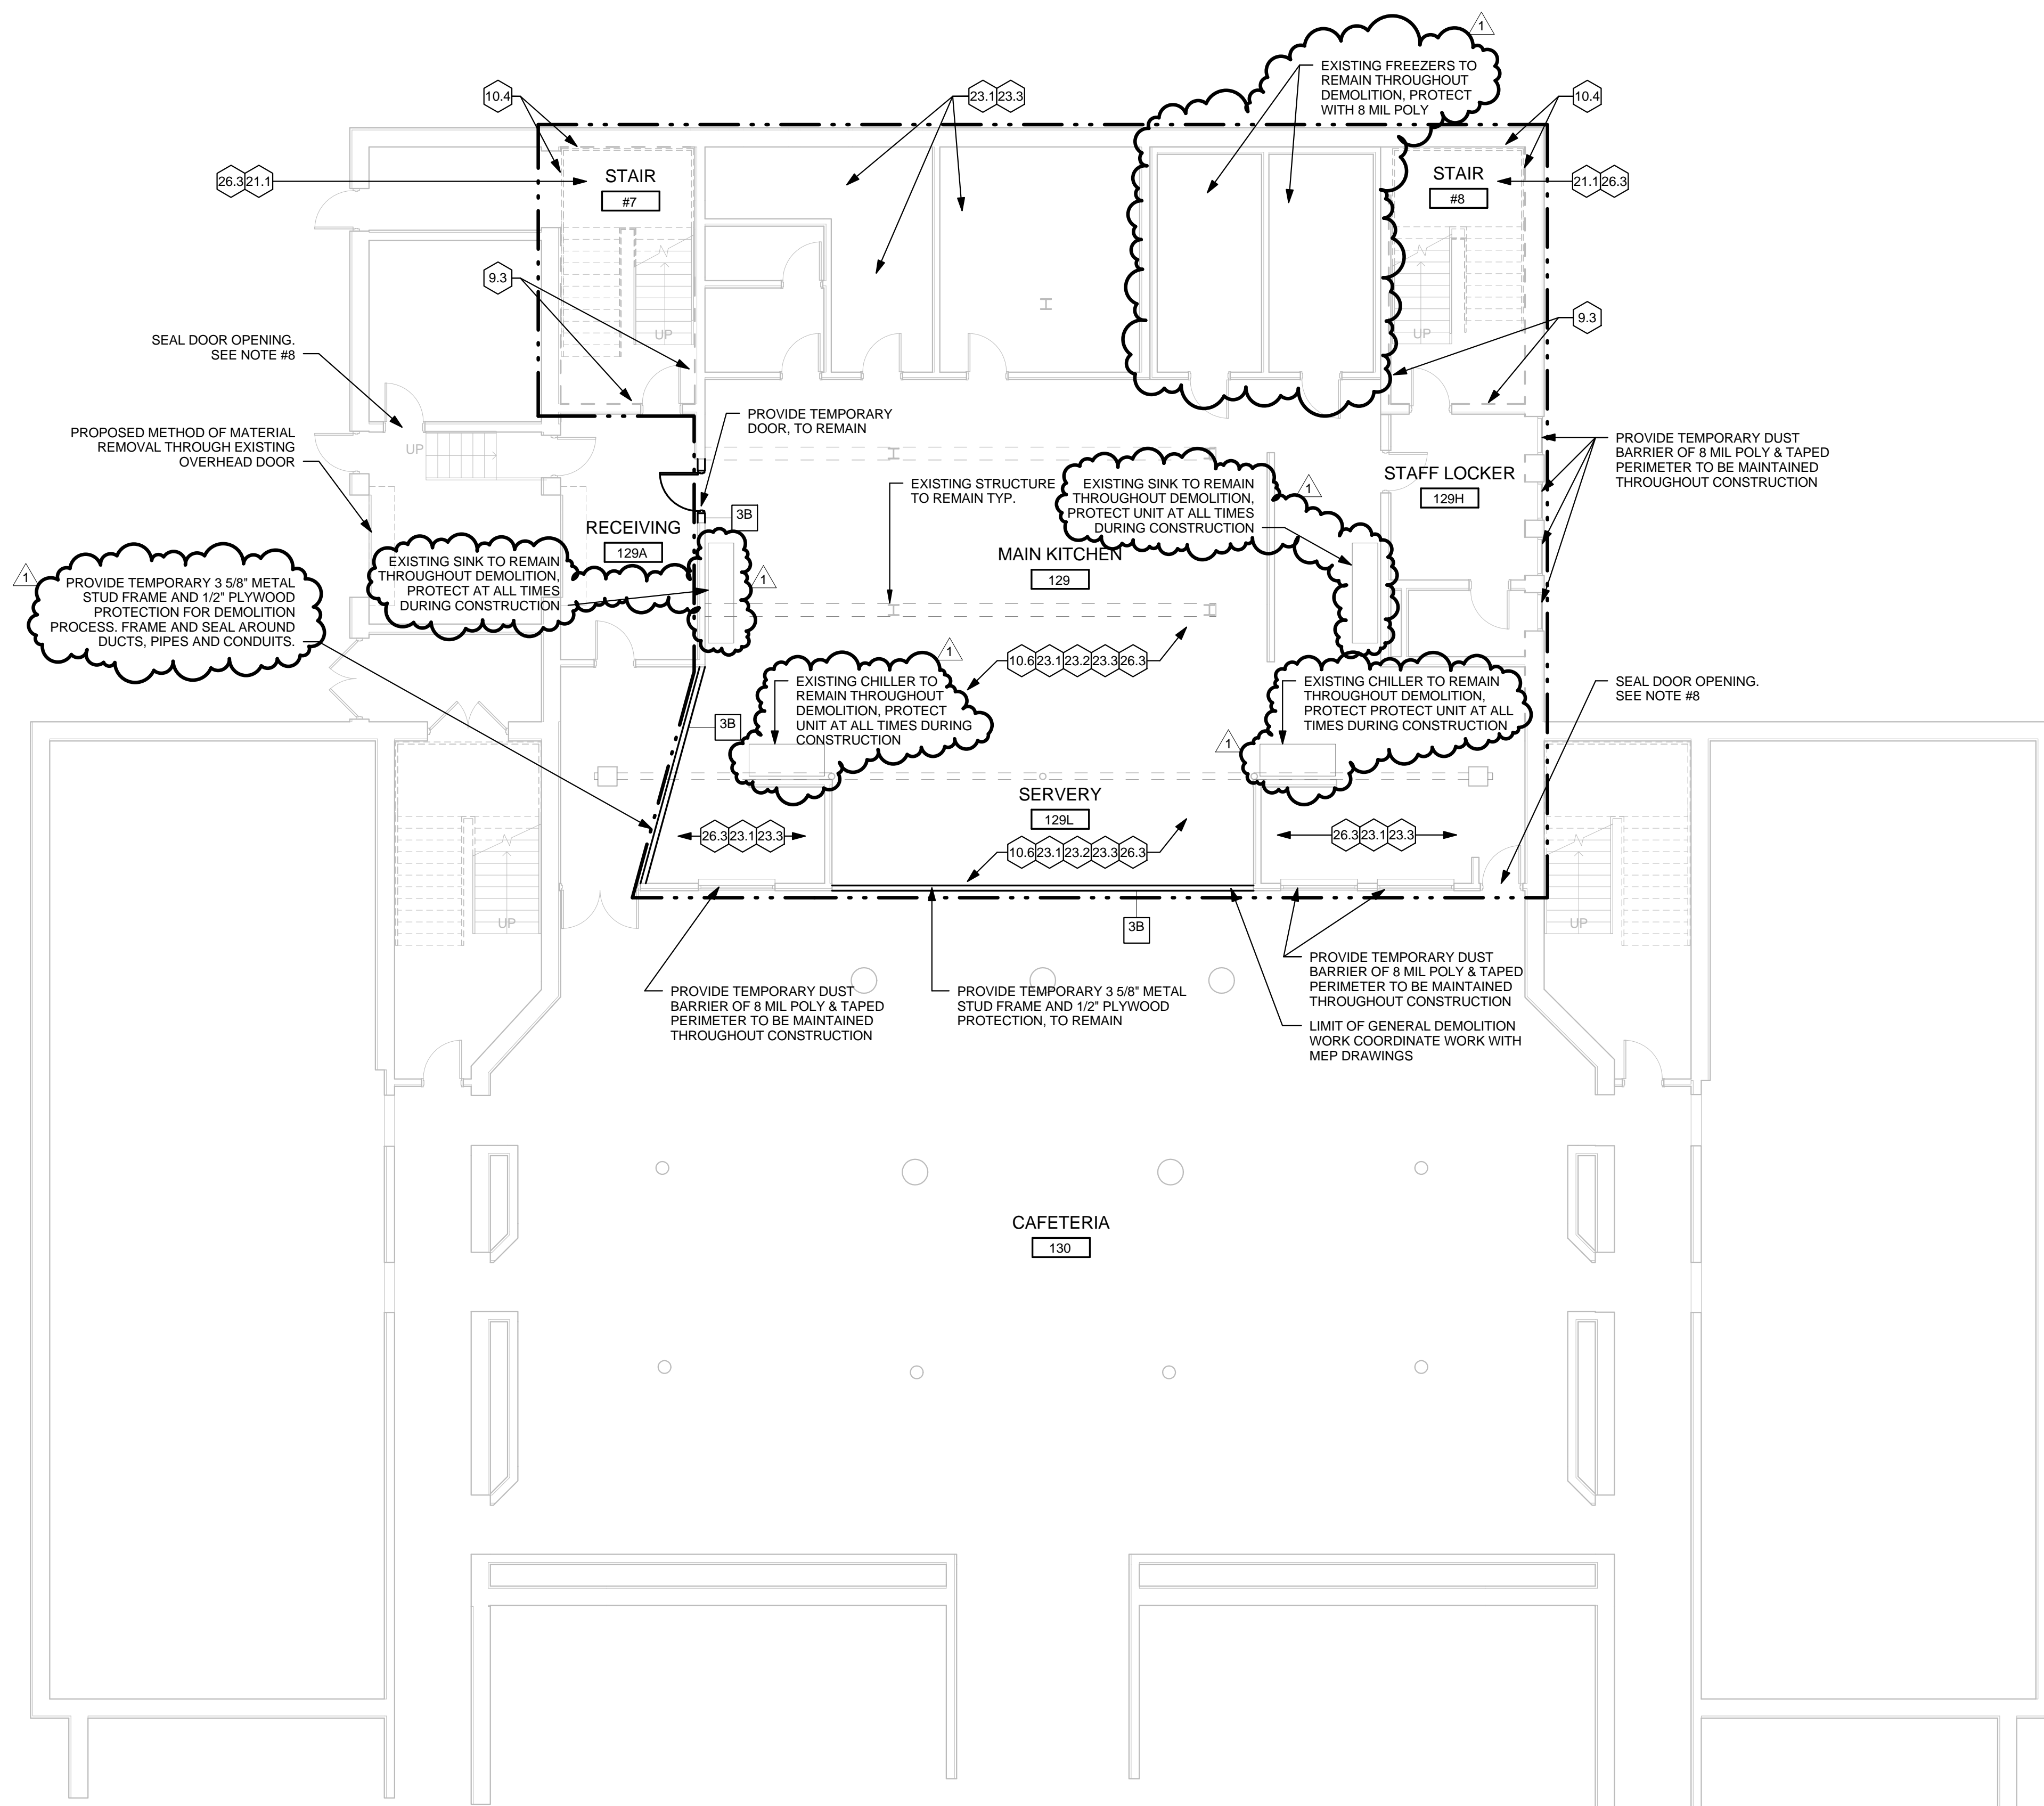 1
EXISTING FREEZERS TO
REMAIN THROUGHOUT
DEMOLITION, PROTECT
WITH 8 MIL POLY
10.4
23.1 23.3
10.4
26.3 21.1
STAIR
#7
STAIR
#8
21.1 26.3
9.3
UP
UP
9.3
SEAL DOOR OPENING.
SEE NOTE #8
PROVIDE TEMPORARY
DOOR, TO REMAIN
PROPOSED METHOD OF MATERIAL
REMOVAL THROUGH EXISTING
OVERHEAD DOOR
UP
PROVIDE TEMPORARY DUST
BARRIER OF 8 MIL POLY & TAPED
PERIMETER TO BE MAINTAINED
THROUGHOUT CONSTRUCTION
EXISTING STRUCTURE
TO REMAIN TYP.
EXISTING SINK TO REMAIN
THROUGHOUT DEMOLITION,
PROTECT UNIT AT ALL TIMES
DURING CONSTRUCTION
1
STAFF LOCKER
129H
3B
RECEIVING
129A
MAIN KITCHEN
129
EXISTING SINK TO REMAIN
THROUGHOUT DEMOLITION,
PROTECT AT ALL TIMES
DURING CONSTRUCTION
1
1
PROVIDE TEMPORARY 3 5/8" METAL
STUD FRAME AND 1/2" PLYWOOD
PROTECTION FOR DEMOLITION
PROCESS. FRAME AND SEAL AROUND
DUCTS, PIPES AND CONDUITS.
1
10.6 23.1 23.2 23.3 26.3
EXISTING CHILLER TO
REMAIN THROUGHOUT
DEMOLITION, PROTECT
UNIT AT ALL TIMES DURING
CONSTRUCTION
EXISTING CHILLER TO REMAIN
THROUGHOUT DEMOLITION,
PROTECT PROTECT UNIT AT ALL
TIMES DURING CONSTRUCTION
1
SEAL DOOR OPENING.
SEE NOTE #8
3B
SERVERY
129L
26.3 23.1 23.3
10.6 23.1 23.2 23.3 26.3
26.3 23.1 23.3
UP
UP
3B
PROVIDE TEMPORARY DUST
BARRIER OF 8 MIL POLY & TAPED
PERIMETER TO BE MAINTAINED
THROUGHOUT CONSTRUCTION
PROVIDE TEMPORARY 3 5/8" METAL
STUD FRAME AND 1/2" PLYWOOD
PROTECTION, TO REMAIN
PROVIDE TEMPORARY DUST
BARRIER OF 8 MIL POLY & TAPED
PERIMETER TO BE MAINTAINED
THROUGHOUT CONSTRUCTION
LIMIT OF GENERAL DEMOLITION
WORK COORDINATE WORK WITH
MEP DRAWINGS
CAFETERIA
130